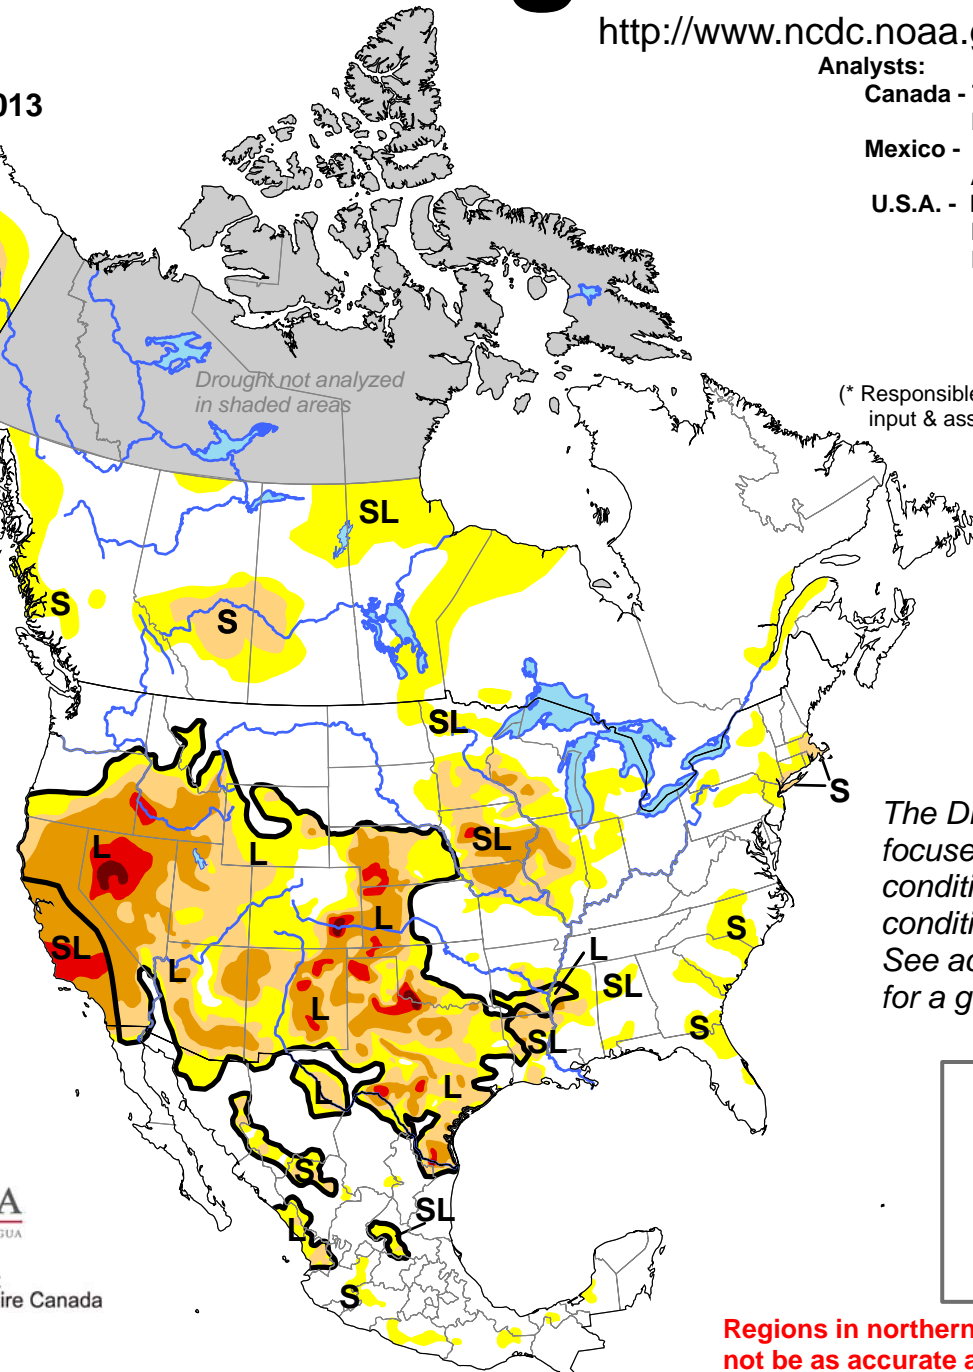 http://www.ncdc.noaa.g
Analysts:
Canada -
Mexico -
U.S.A. -
013
Drought not analyzed
in shaded areas
(* Responsible
input & ass
SL
S
S
SL
S
SL
The D
focuse
conditi
conditi
See ac
for a g
L
L
L
SL
S
L
L
SL
L
S
SL
L
L
S
SL
L
S
SL
A
GUA
ire Canada
Regions in northern
not be as accurate a